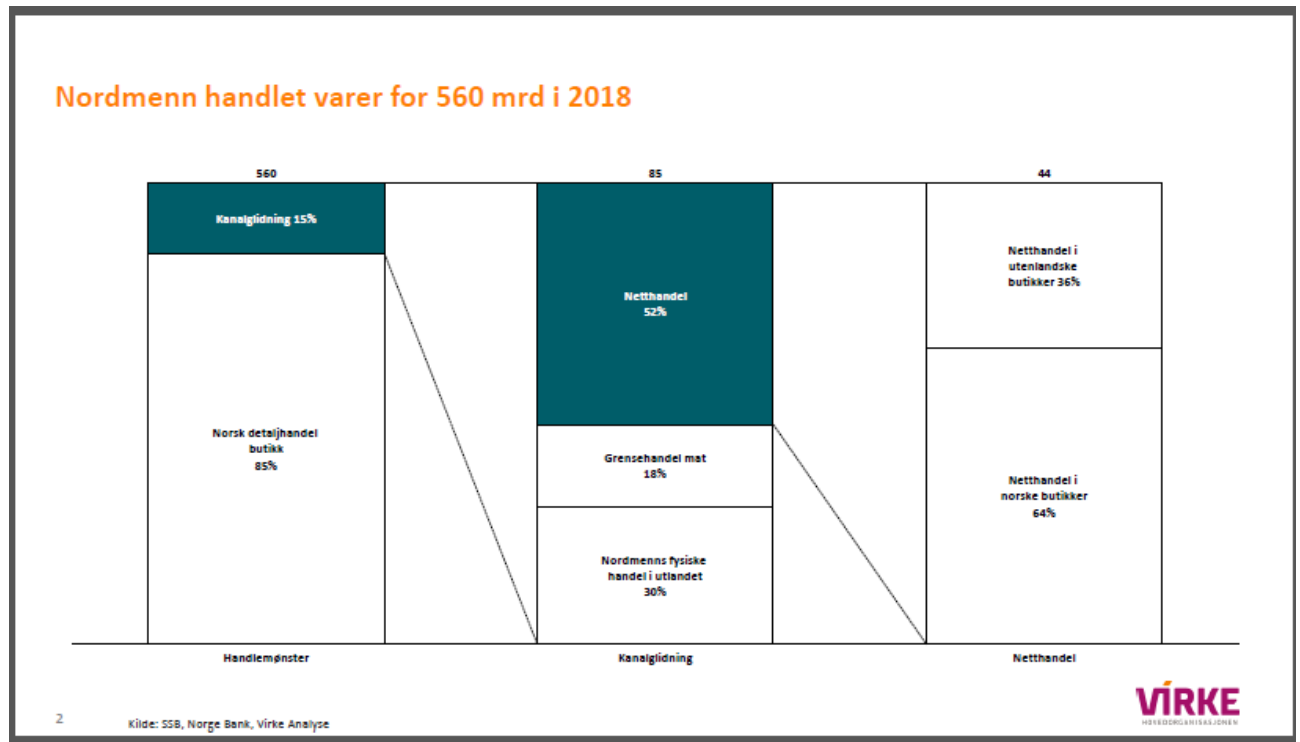 Nordmenn handlet varer for 560 mrd i 2018
560
85
44
Kanalglidning 15%
Norsk detaljhandel
butikk
85%
Netthandel
52%
Grensehandel mat
18%
Nordmenns fysiske
handel i utlandet
30%
Netthandel i
utenlandske
butikker 36%
Netthandel i
norske butikker
64%
Handlemønster
Kanalglidning
Netthandel
2
Kilde: SSB, Norge Bank, Virke Analyse
VIRKE
HOVEDORGANISASJONEN